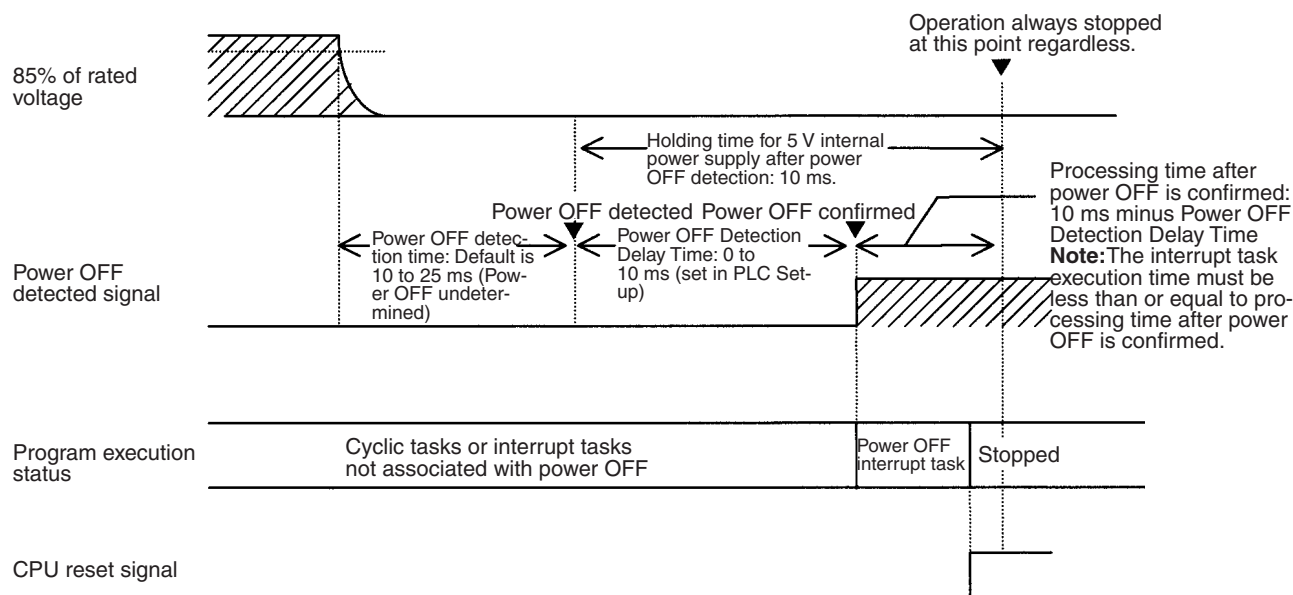 Operation always stopped
at this point regardless.
85% of rated
voltage
Holding time for 5 V internal
power supply after power
OFF detection: 10 ms.
Processing time after
power OFF is confirmed:
10 ms minus Power OFF
Detection Delay Time
Note:The interrupt task
execution time must be
less than or equal to pro-
cessing time after power
OFF is confirmed.
Power OFF detected
Power OFF confirmed
Power OFF detec-
tion time: Default is
10 to 25 ms (Pow-
er OFF undeter-
mined)
Power OFF Detection
Delay Time: 0 to
10 ms (set in PLC Set-
up)
Power OFF
detected signal
Program execution
status
Cyclic tasks or interrupt tasks
not associated with power OFF
Power OFF
interrupt task
Stopped
CPU reset signal